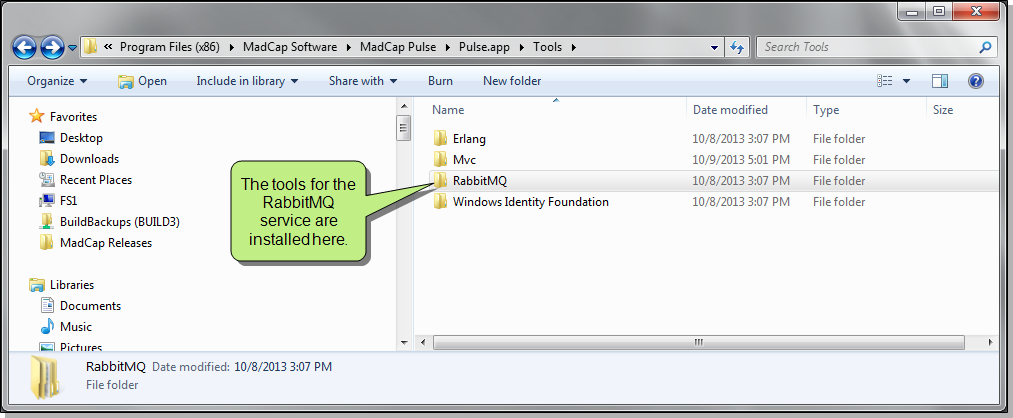 « Program Files (x86) MadCap Software MadCap Pulse Pulse.app Tools Search Tools
Organize Open Include in library Share with Burn New folder
Favorites
Desktop
Downloads
Recent Places
FS1
BuildBackups (BUILD3)
MadCap Releases
Libraries
Documents
Music
Pictures
The tools for the
RabbitMQ
service are
installed here.
Name Date modified Type Size
Erlang 10/8/2013 3:07 PM File folder
Mvc 10/9/2013 5:01 PM File folder
RabbitMQ 10/8/2013 3:07 PM File folder
Windows Identity Foundation 10/8/2013 3:07 PM File folder
RabbitMQ Date modified: 10/8/2013 3:07 PM
File folder